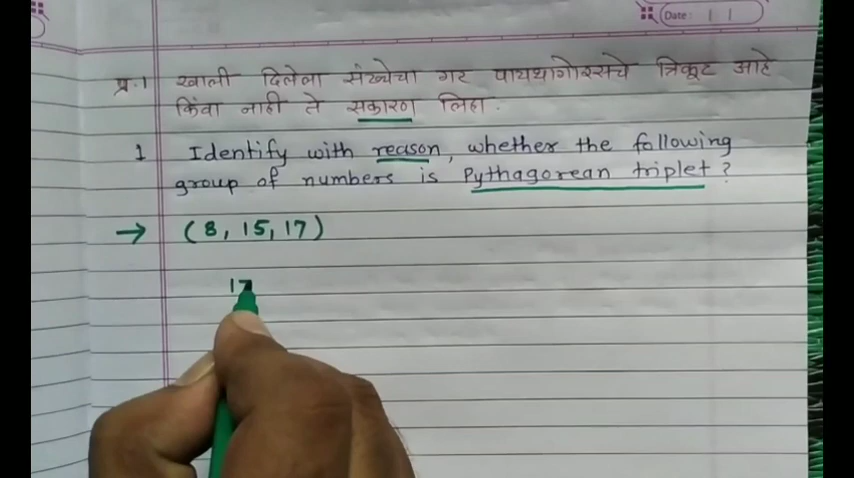 Date: | |
प्र.1 खाली दिलेला संख्येचा गट पायथागोरसचे त्रिकूट आहे
किंवा नाही ते सकारण लिहा.
1 Identify with reason, whether the following
group of numbers is Pythagorean triplet?
→ (8, 15, 17)
17